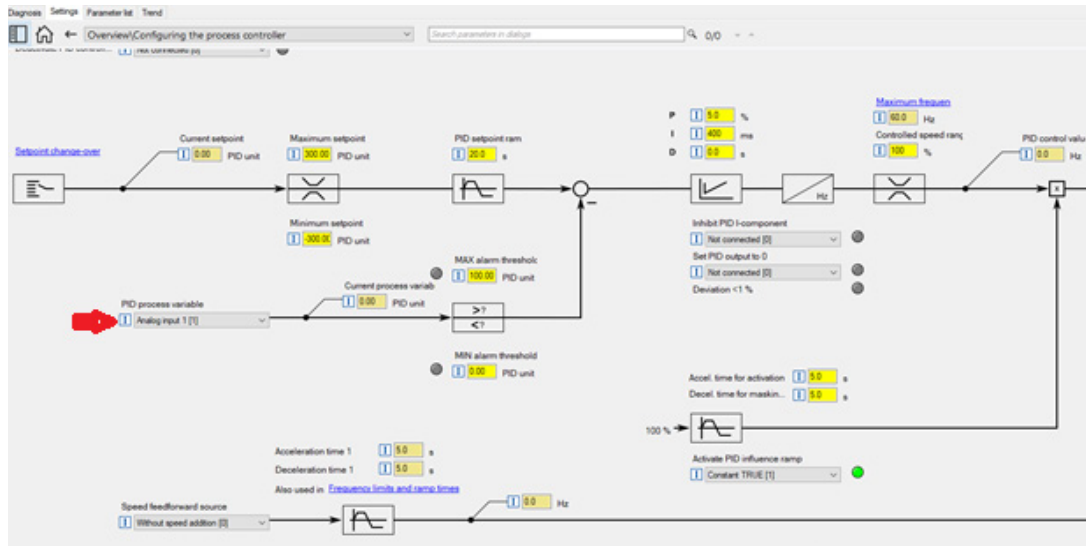 Diagnosis Settings Parameter list Trend
Overview\Configuring the process controller
Search parameters in dialogs
0/0
Not connected [0]
Maximum frequen
60.0 Hz
P 5.0 %
I 400 ms
D 0.0 s
Controlled speed rang
100 %
PID control value
0.0 Hz
Setpoint change-over
Current setpoint
0.00 PID unit
Maximum setpoint
300.00 PID unit
PID setpoint ram
20.0 s
Hz
x
Minimum setpoint
-300.00 PID unit
Inhibit PID I-component
Not connected [0]
Set PID output to 0
Not connected [0]
Deviation <1 %
MAX alarm threshold
100.00 PID unit
Current process variab
0.00 PID unit
PID process variable
Analog input 1 [1]
>?
<?
MIN alarm threshold
0.00 PID unit
Accel. time for activation 5.0 s
Decel. time for maskin... 5.0 s
100 %
Activate PID influence ramp
Constant TRUE [1]
Acceleration time 1 5.0 s
Deceleration time 1 5.0 s
Also used in Frequency limits and ramp times
0.0 Hz
Speed feedforward source
Without speed addition [0]